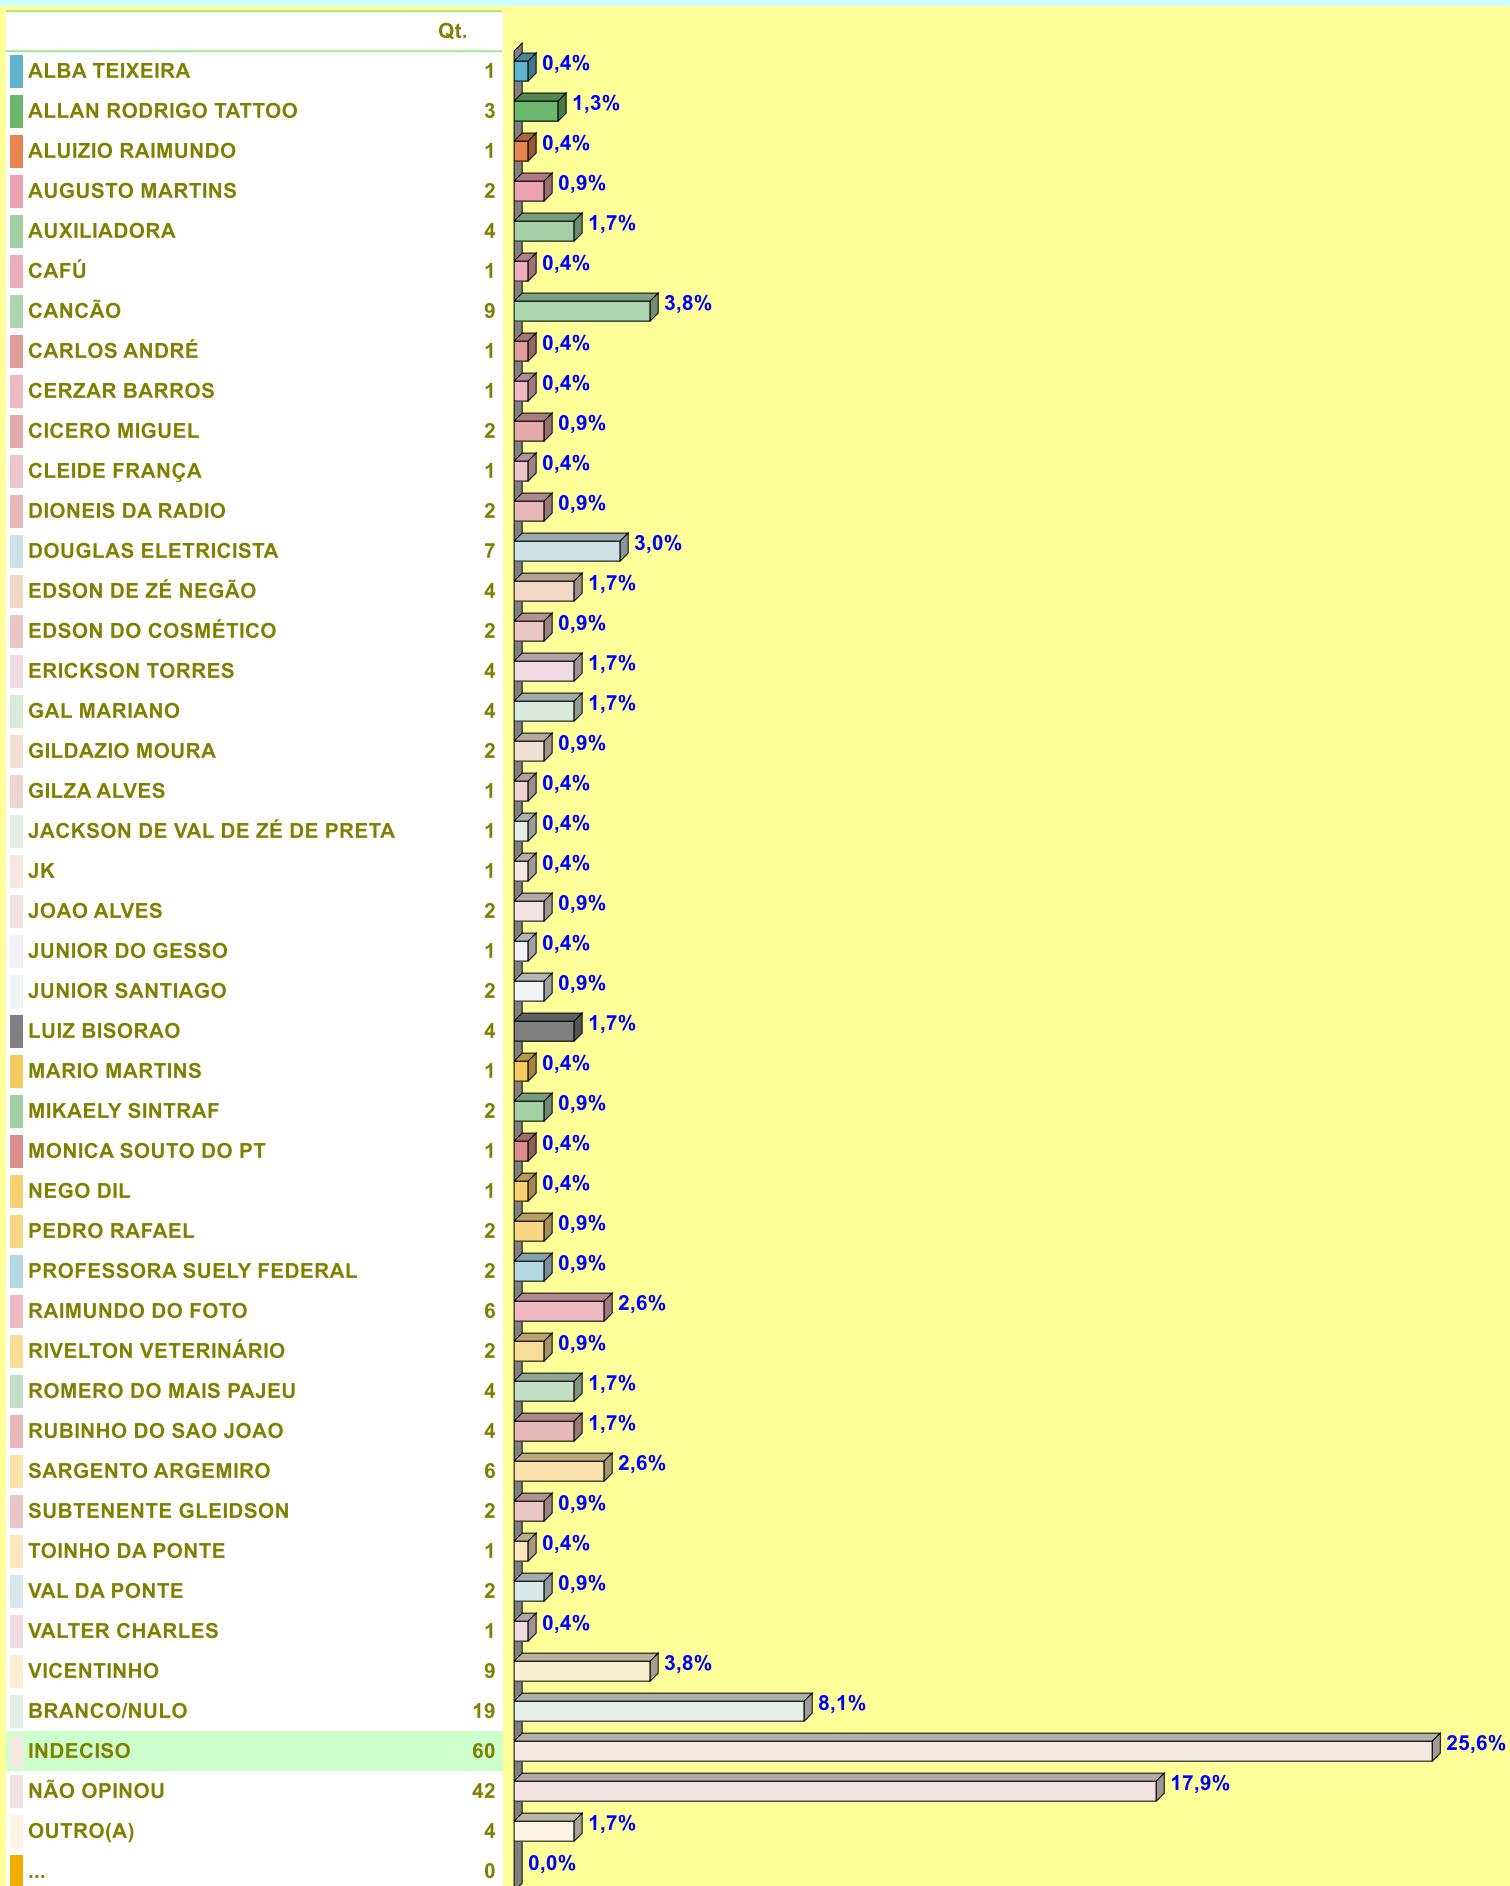 Qt.
ALBA TEIXEIRA 1 0,4%
ALLAN RODRIGO TATTOO 3 1,3%
ALUIZIO RAIMUNDO 1 0,4%
AUGUSTO MARTINS 2 0,9%
AUXILIADORA 4 1,7%
CAFÚ 1 0,4%
CANCÃO 9 3,8%
CARLOS ANDRÉ 1 0,4%
CERZAR BARROS 1 0,4%
CICERO MIGUEL 2 0,9%
CLEIDE FRANÇA 1 0,4%
DIONEIS DA RADIO 2 0,9%
DOUGLAS ELETRICISTA 7 3,0%
EDSON DE ZÉ NEGÃO 4 1,7%
EDSON DO COSMÉTICO 2 0,9%
ERICKSON TORRES 4 1,7%
GAL MARIANO 4 1,7%
GILDAZIO MOURA 2 0,9%
GILZA ALVES 1 0,4%
JACKSON DE VAL DE ZÉ DE PRETA 1 0,4%
JK 1 0,4%
JOAO ALVES 2 0,9%
JUNIOR DO GESSO 1 0,4%
JUNIOR SANTIAGO 2 0,9%
LUIZ BISORAO 4 1,7%
MARIO MARTINS 1 0,4%
MIKAELY SINTRAF 2 0,9%
MONICA SOUTO DO PT 1 0,4%
NEGO DIL 1 0,4%
PEDRO RAFAEL 2 0,9%
PROFESSORA SUELY FEDERAL 2 0,9%
RAIMUNDO DO FOTO 6 2,6%
RIVELTON VETERINÁRIO 2 0,9%
ROMERO DO MAIS PAJEU 4 1,7%
RUBINHO DO SAO JOAO 4 1,7%
SARGENTO ARGEMIRO 6 2,6%
SUBTENENTE GLEIDSON 2 0,9%
TOINHO DA PONTE 1 0,4%
VAL DA PONTE 2 0,9%
VALTER CHARLES 1 0,4%
VICENTINHO 9 3,8%
BRANCO/NULO 19 8,1%
INDECISO 60 25,6%
NÃO OPINOU 42 17,9%
OUTRO(A) 4 1,7%
... 0 0,0%